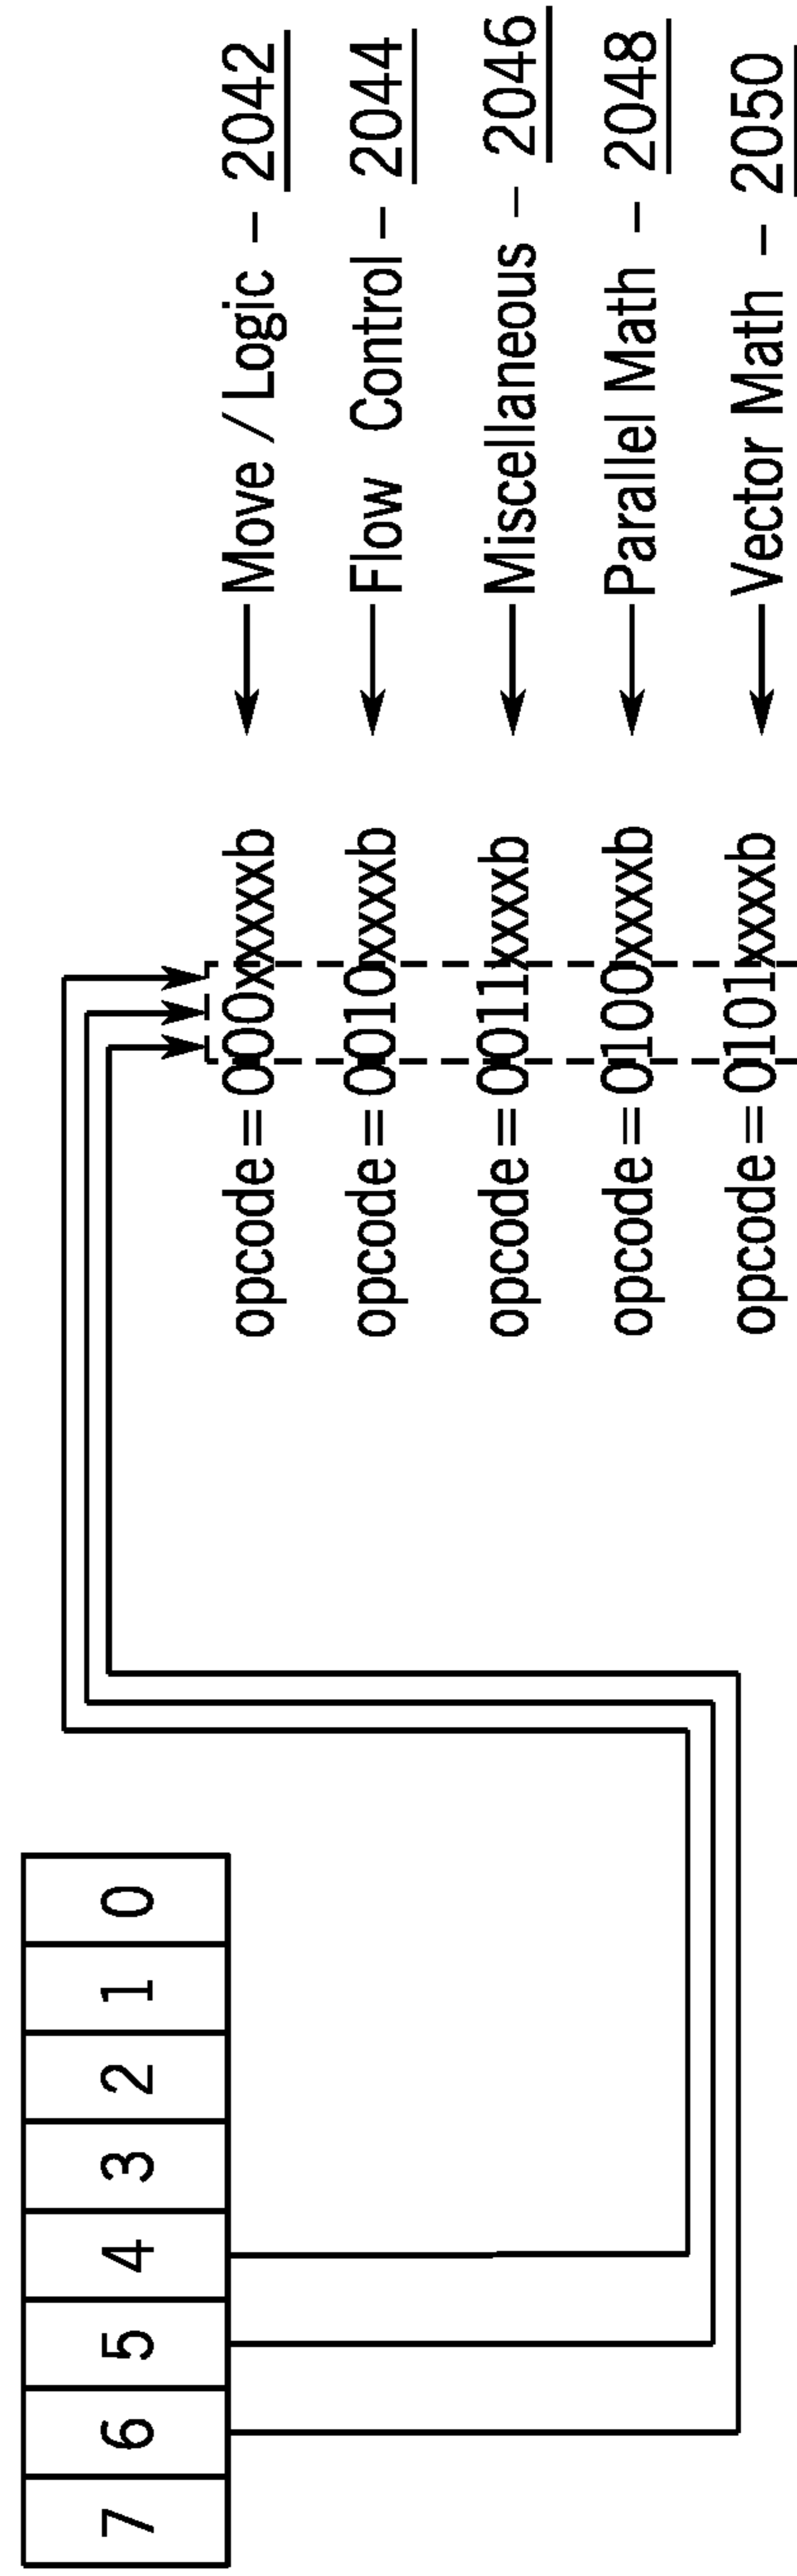 7 6 5 4 3 2 1 0
opcode=000xxxxxb ← Move / Logic – 2042
opcode=0010xxxxb ← Flow Control – 2044
opcode=0011xxxxb ← Miscellaneous – 2046
opcode=0100xxxxb ← Parallel Math – 2048
opcode=0101xxxxb ← Vector Math – 2050